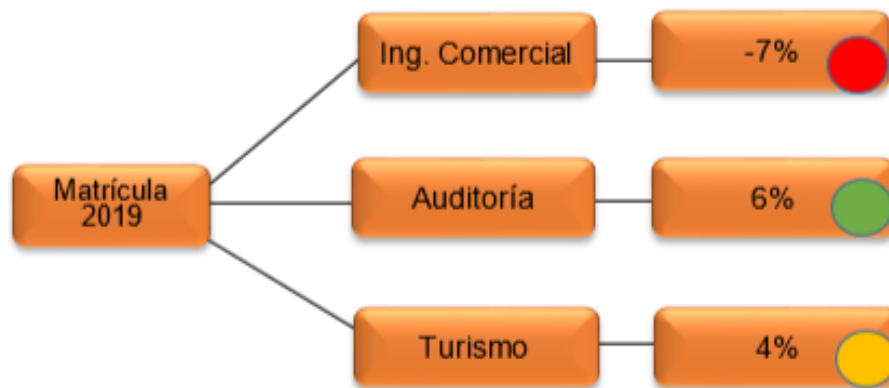 Ing. Comercial
-7%
Matrícula
2019
Auditoría
6%
Turismo
4%